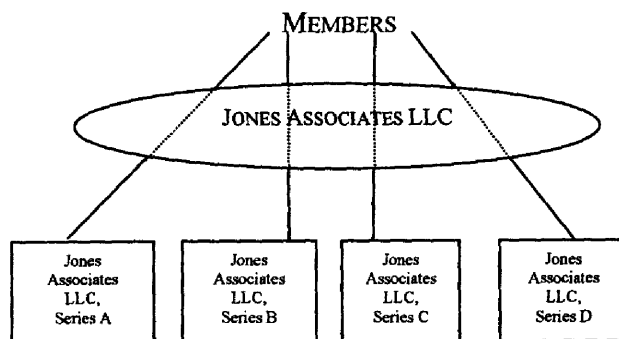 MEMBERS
JONES ASSOCIATES LLC
Jones
Associates
LLC,
Series A
Jones
Associates
LLC,
Series B
Jones
Associates
LLC,
Series C
Jones
Associates
LLC,
Series D